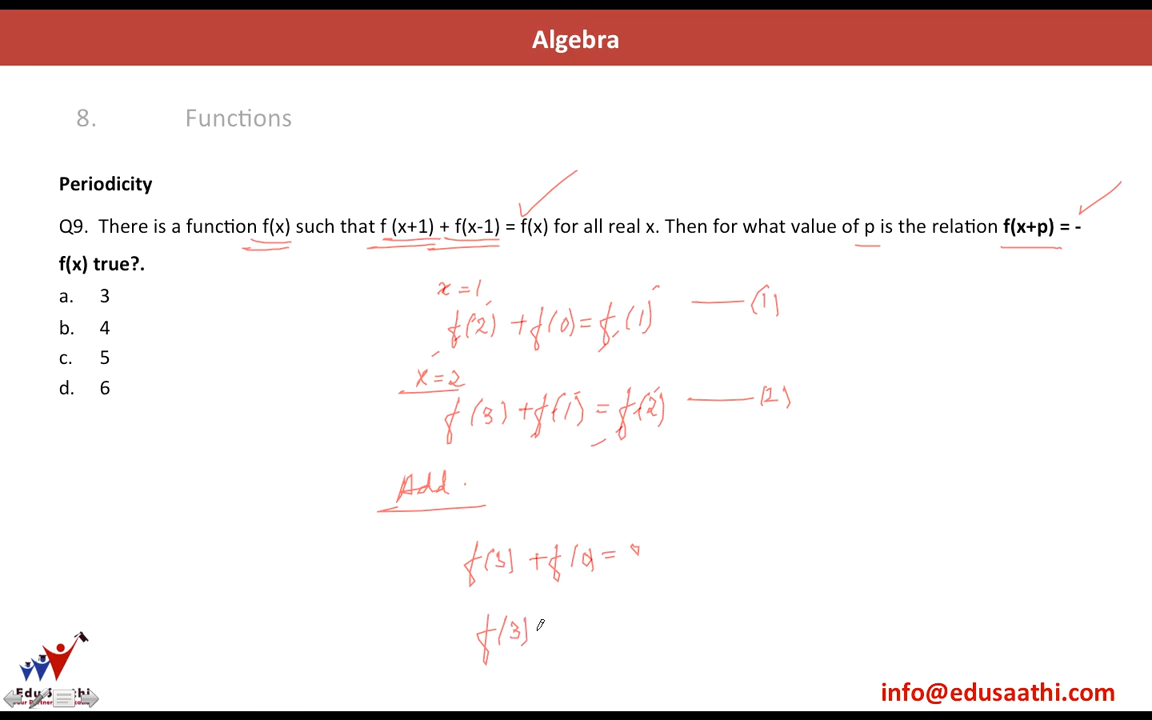 Algebra
8. Functions
Periodicity
Q9. There is a function f(x) such that f (x+1) + f(x-1) = f(x) for all real x. Then for what value of p is the relation f(x+p) = -
f(x) true?.
a. 3
b. 4
c. 5
d. 6
x=1
f(2) + f(0) = f(1) — (1)
x=2
f(3) + f(1) = f(2) — (2)
Add.
f(3) + f(0) = 0
f(3)
info@edusaathi.com